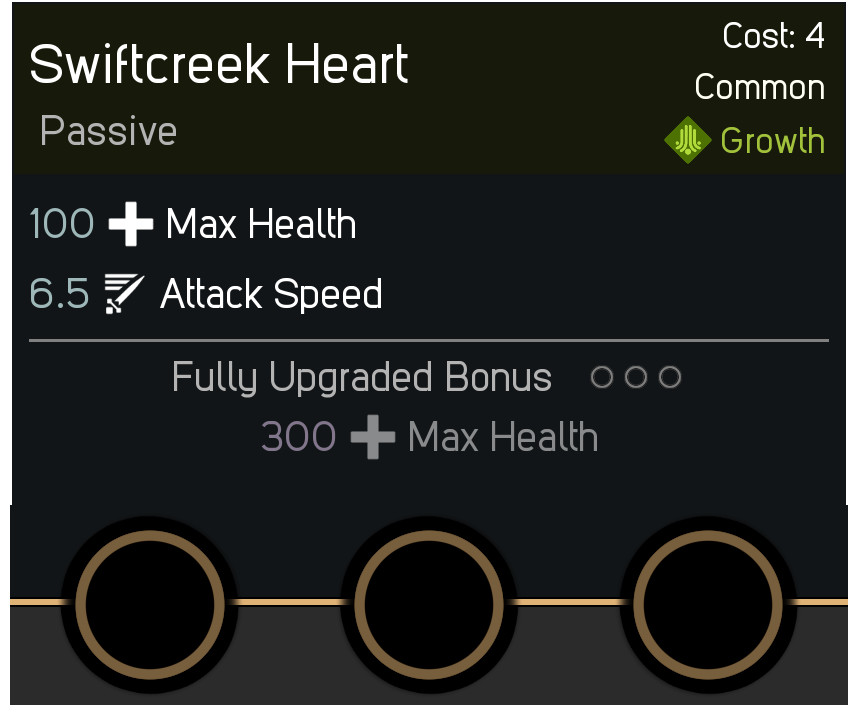 Swiftcreek Heart
Passive
Cost: 4
Common
Growth
100 Max Health
6.5 Attack Speed
Fully Upgraded Bonus
300 Max Health